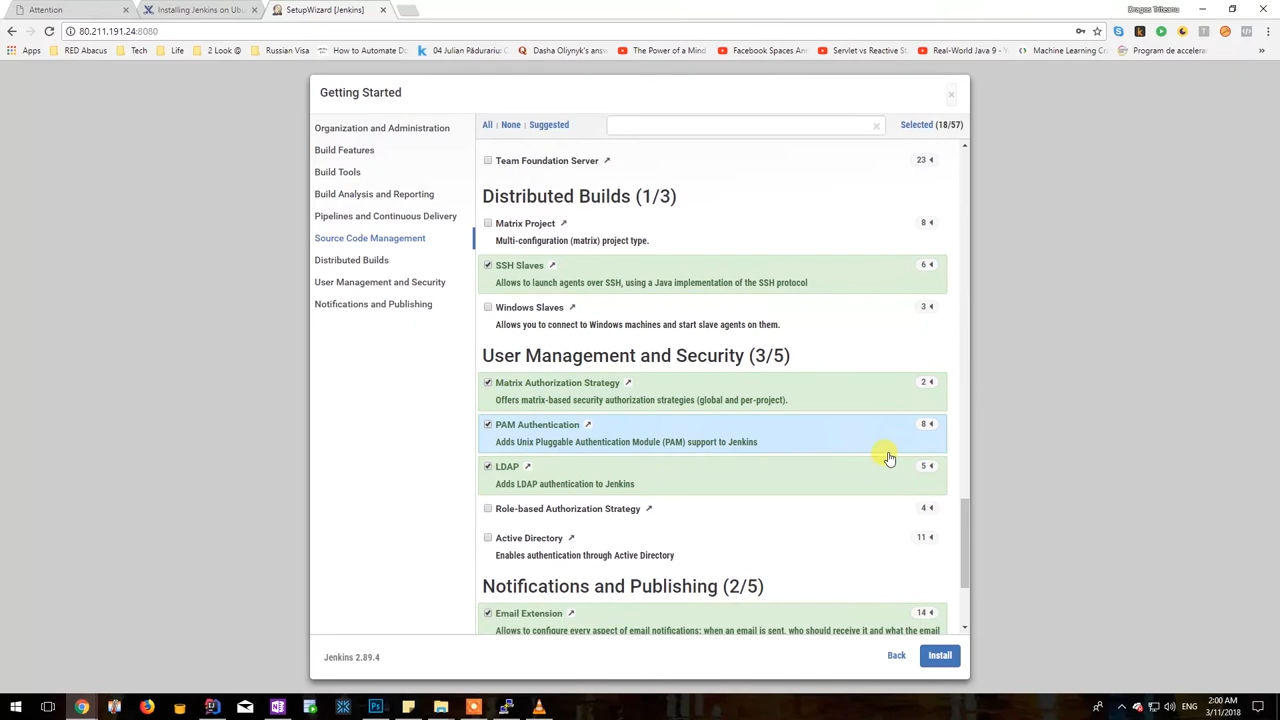 Attention
Installing Jenkins on Ubu
SetupWizard [Jenkins]
Dragos Triteanu
80.211.191.24:8080
Apps
RED Abacus
Tech
Life
2 Look @
Russian Visa
How to Automate Do
04 Julian Pădurariu:
Dasha Oliynyk's answ
The Power of a Mind
Facebook Spaces Ann
Servlet vs Reactive St
Real-World Java 9 - Y
Machine Learning Cr
Program de accelera
»
Getting Started
×
Organization and Administration
Build Features
Build Tools
Build Analysis and Reporting
Pipelines and Continuous Delivery
Source Code Management
Distributed Builds
User Management and Security
Notifications and Publishing
All | None | Suggested
Selected (18/57)
Team Foundation Server
23
Distributed Builds (1/3)
Matrix Project
8
Multi-configuration (matrix) project type.
SSH Slaves
6
Allows to launch agents over SSH, using a Java implementation of the SSH protocol
Windows Slaves
3
Allows you to connect to Windows machines and start slave agents on them.
User Management and Security (3/5)
Matrix Authorization Strategy
2
Offers matrix-based security authorization strategies (global and per-project).
PAM Authentication
8
Adds Unix Pluggable Authentication Module (PAM) support to Jenkins
LDAP
5
Adds LDAP authentication to Jenkins
Role-based Authorization Strategy
4
Active Directory
11
Enables authentication through Active Directory
Notifications and Publishing (2/5)
Email Extension
14
Allows to configure every aspect of email notifications: when an email is sent, who should receive it and what the email
Jenkins 2.89.4
Back
Install
ENG
2:00 AM
3/11/2018